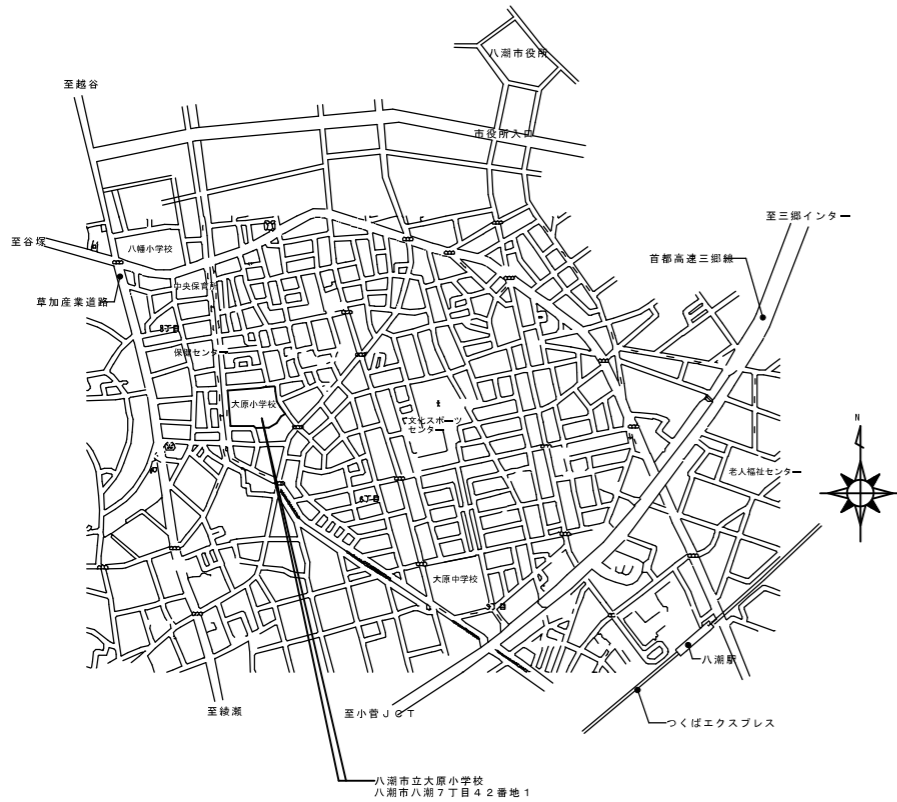 八潮市役所
至越谷
市役所入口
至三郷インター
至谷塚
八幡小学校
首都高速三郷線
中央保育所
草加産業道路
保健センター
大原小学校
文化スポーツ
センター
N
老人福祉センター
6丁目
大原中学校
八潮駅
至綾瀬
至小菅ＪＣＴ
つくばエクスプレス
八潮市立大原小学校
八潮市八潮７丁目４２番地１